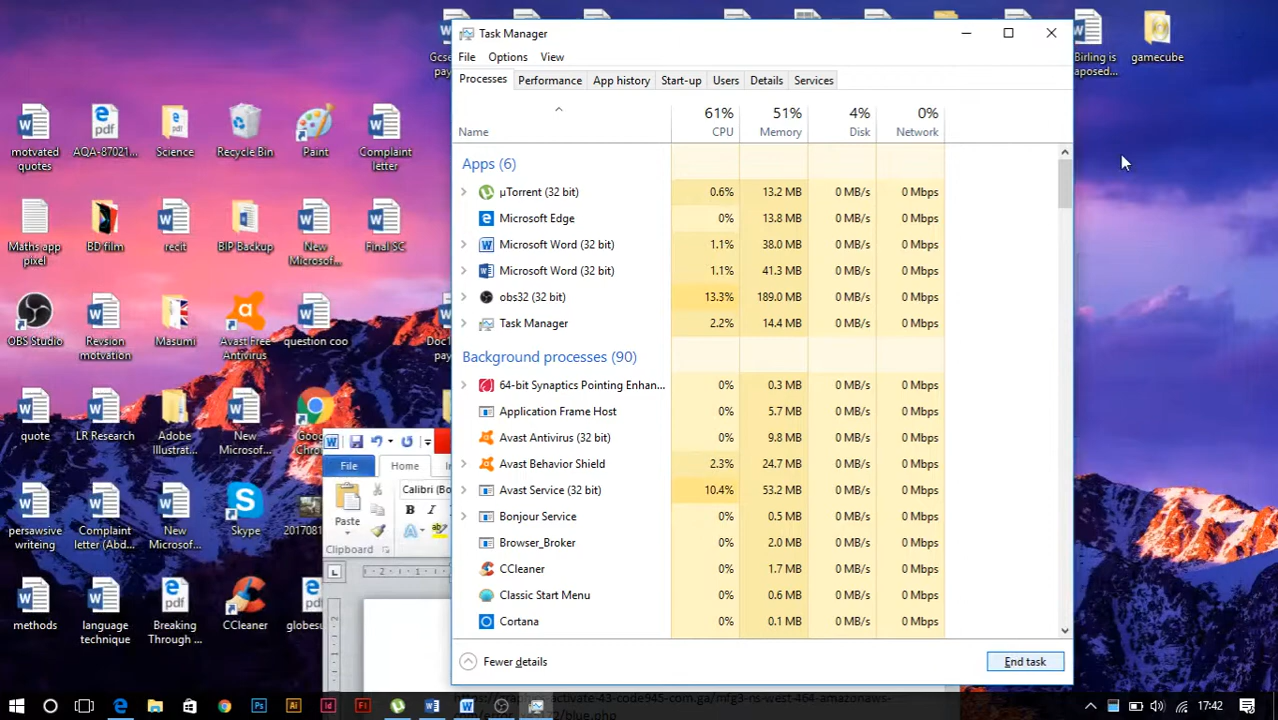 Task Manager
File Options View
Processes Performance App history Start-up Users Details Services
61% 51% 4% 0%
Name CPU Memory Disk Network
Apps (6)
µTorrent (32 bit) 0.6% 13.2 MB 0 MB/s 0 Mbps
Microsoft Edge 0% 13.8 MB 0 MB/s 0 Mbps
Microsoft Word (32 bit) 1.1% 38.0 MB 0 MB/s 0 Mbps
Microsoft Word (32 bit) 1.1% 41.3 MB 0 MB/s 0 Mbps
obs32 (32 bit) 13.3% 189.0 MB 0 MB/s 0 Mbps
Task Manager 2.2% 14.4 MB 0 MB/s 0 Mbps
Background processes (90)
64-bit Synaptics Pointing Enhan... 0% 0.3 MB 0 MB/s 0 Mbps
Application Frame Host 0% 5.7 MB 0 MB/s 0 Mbps
Avast Antivirus (32 bit) 0% 9.8 MB 0 MB/s 0 Mbps
Avast Behavior Shield 2.3% 24.7 MB 0 MB/s 0 Mbps
Avast Service (32 bit) 10.4% 53.2 MB 0 MB/s 0 Mbps
Bonjour Service 0% 0.5 MB 0 MB/s 0 Mbps
Browser_Broker 0% 2.0 MB 0 MB/s 0 Mbps
CCleaner 0% 1.7 MB 0 MB/s 0 Mbps
Classic Start Menu 0% 0.6 MB 0 MB/s 0 Mbps
Cortana 0% 0.1 MB 0 MB/s 0 Mbps
Fewer details End task
Gcse
pay
Birling is
aposed...
gamecube
motvated
quotes
AQA-87021...
Science
Recycle Bin
Paint
Complaint
letter
Maths app
pixel
BD film
recit
BIP Backup
New
Microsof...
Final SC
OBS Studio
Revsion
motvation
Masumi
Avast Free
Antivirus
question coo
Doc1
pay
quote
LR Research
Adobe
Illustrat...
New
Microsof...
Goo
Chro
persawsive
writeing
Complaint
letter (Abd...
New
Microsof...
Skype
201708
methods
language
technique
Breaking
Through ...
CCleaner
globesu
File Home
Calibri (Bo
Paste
B I
Clipboard
17:42